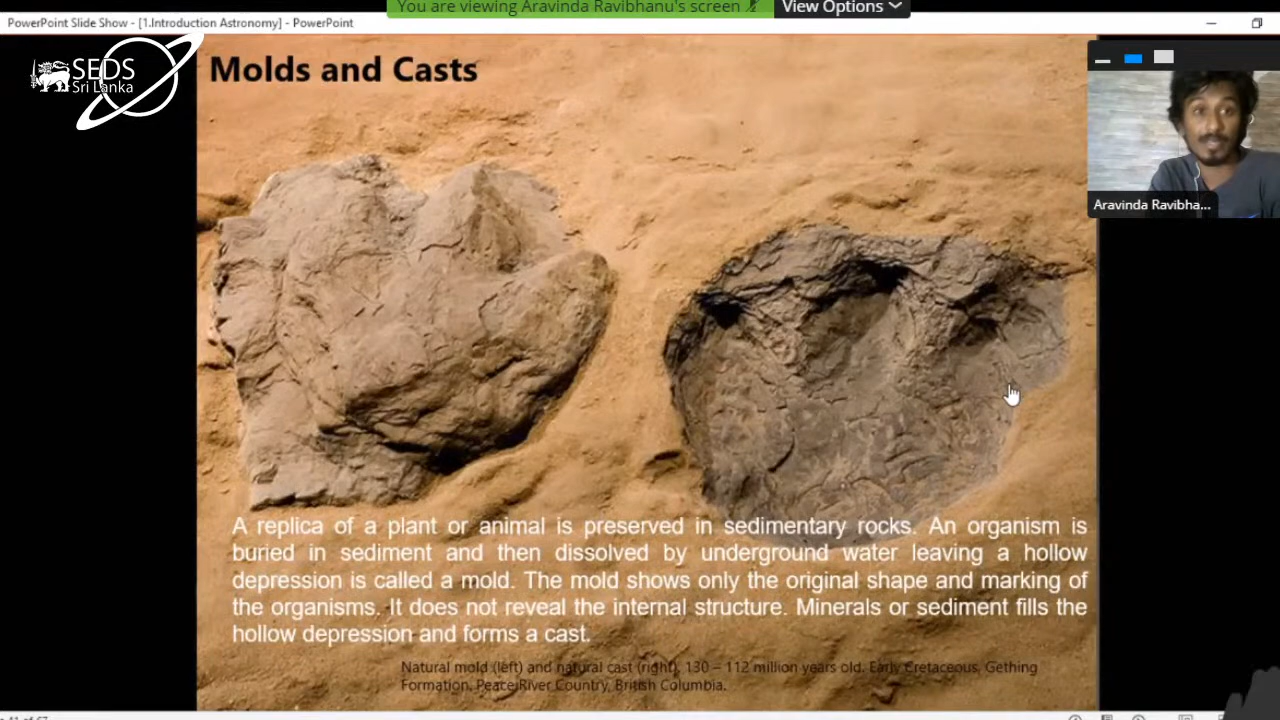 You are viewing Aravinda Ravibhanu's screen
View Options
PowerPoint Slide Show - [1.Introduction Astronomy] - PowerPoint
SEDS
Sri Lanka
Molds and Casts
Aravinda Ravibha...
A replica of a plant or animal is preserved in sedimentary rocks. An organism is
buried in sediment and then dissolved by underground water leaving a hollow
depression is called a mold. The mold shows only the original shape and marking of
the organisms. It does not reveal the internal structure. Minerals or sediment fills the
hollow depression and forms a cast.
Natural mold (left) and natural cast (right), 130 – 112 million years old. Early Cretaceous, Gething
Formation, Peace River Country, British Columbia.